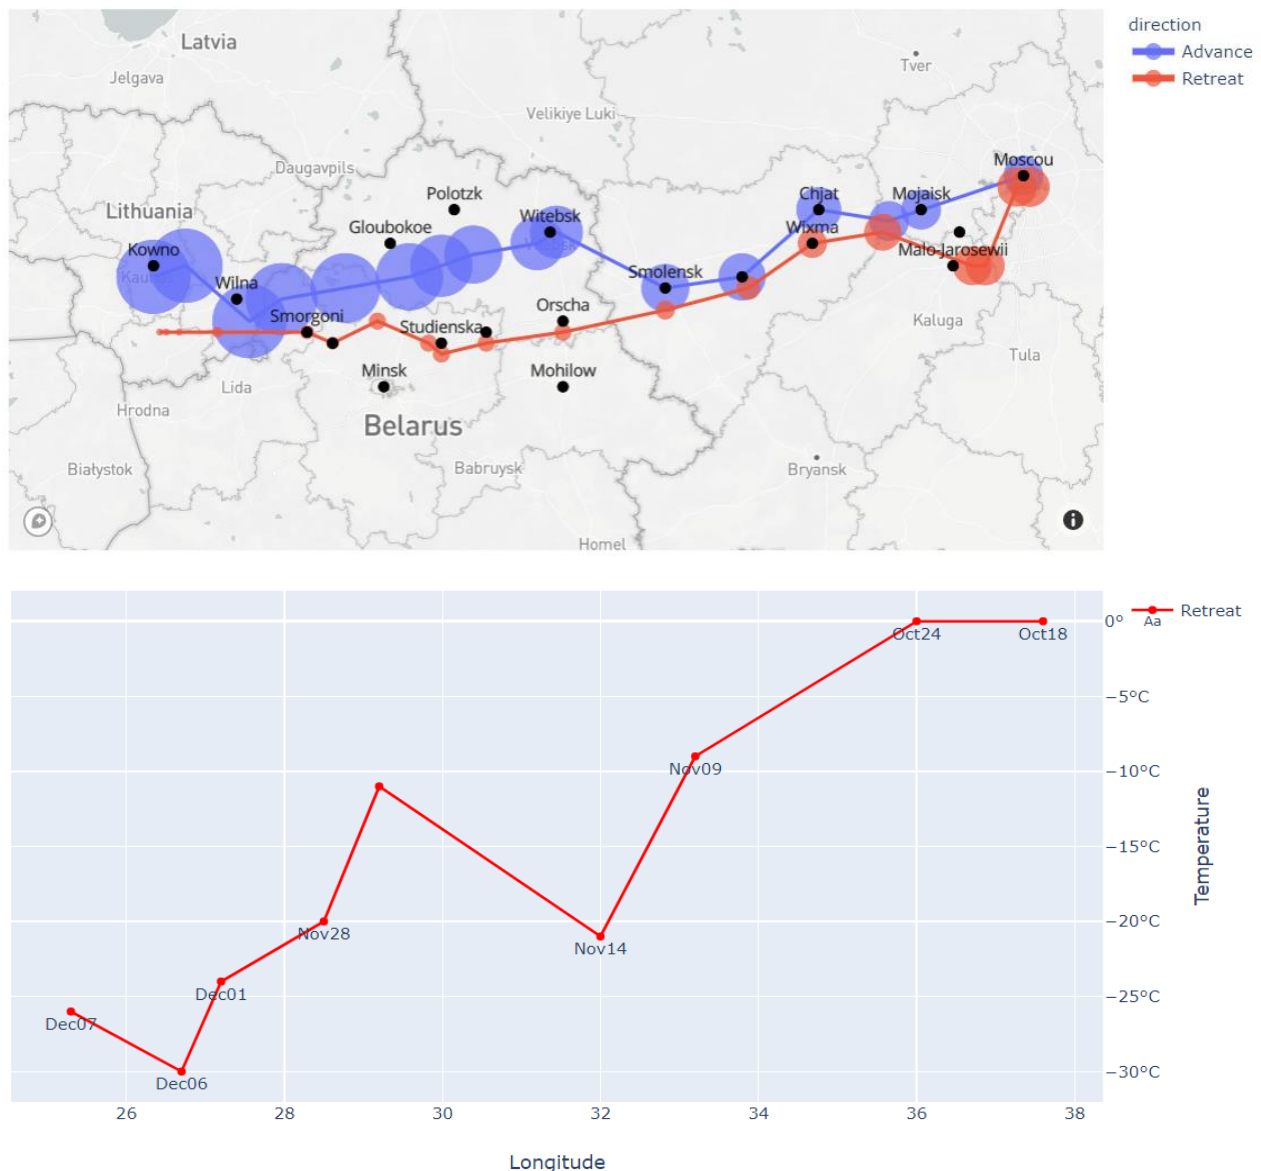 direction
Advance
Retreat
Latvia
Jelgava
Tver
Velikiye Luki
Daugavpils
Moscou
Polotzk
Chjat
Mojaisk
Lithuania
Witebsk
Gloubokoe
Wixma
Kowno
Malo-Jarosewii
Smolensk
Wilna
Orscha
Smorgoni
Studienska
Kaluga
Tula
Minsk
Mohilow
Lida
Hrodna
Belarus
Białystok
Babruysk
Bryansk
Homel
Retreat
0°
Aa
Oct24
Oct18
−5°C
Nov09
−10°C
−15°C
Temperature
−20°C
Nov28
Nov14
−25°C
Dec01
Dec07
−30°C
Dec06
26 28 30 32 34 36 38
Longitude